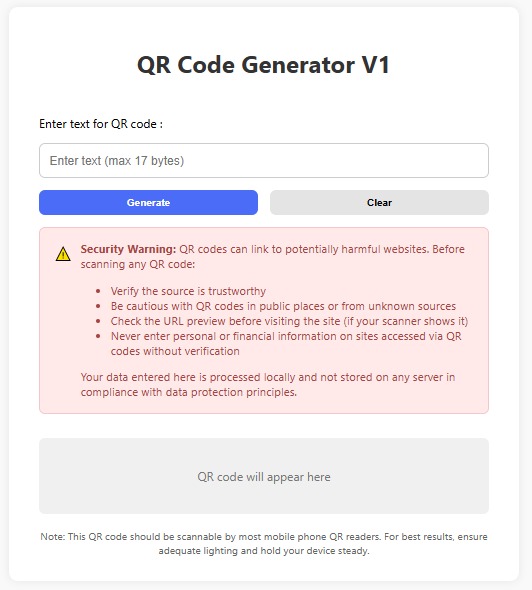 QR Code Generator V1
Enter text for QR code :
Enter text (max 17 bytes)
Generate
Clear
Security Warning: QR codes can link to potentially harmful websites. Before
scanning any QR code:
• Verify the source is trustworthy
• Be cautious with QR codes in public places or from unknown sources
• Check the URL preview before visiting the site (if your scanner shows it)
• Never enter personal or financial information on sites accessed via QR
codes without verification
Your data entered here is processed locally and not stored on any server in
compliance with data protection principles.
QR code will appear here
Note: This QR code should be scannable by most mobile phone QR readers. For best results, ensure
adequate lighting and hold your device steady.